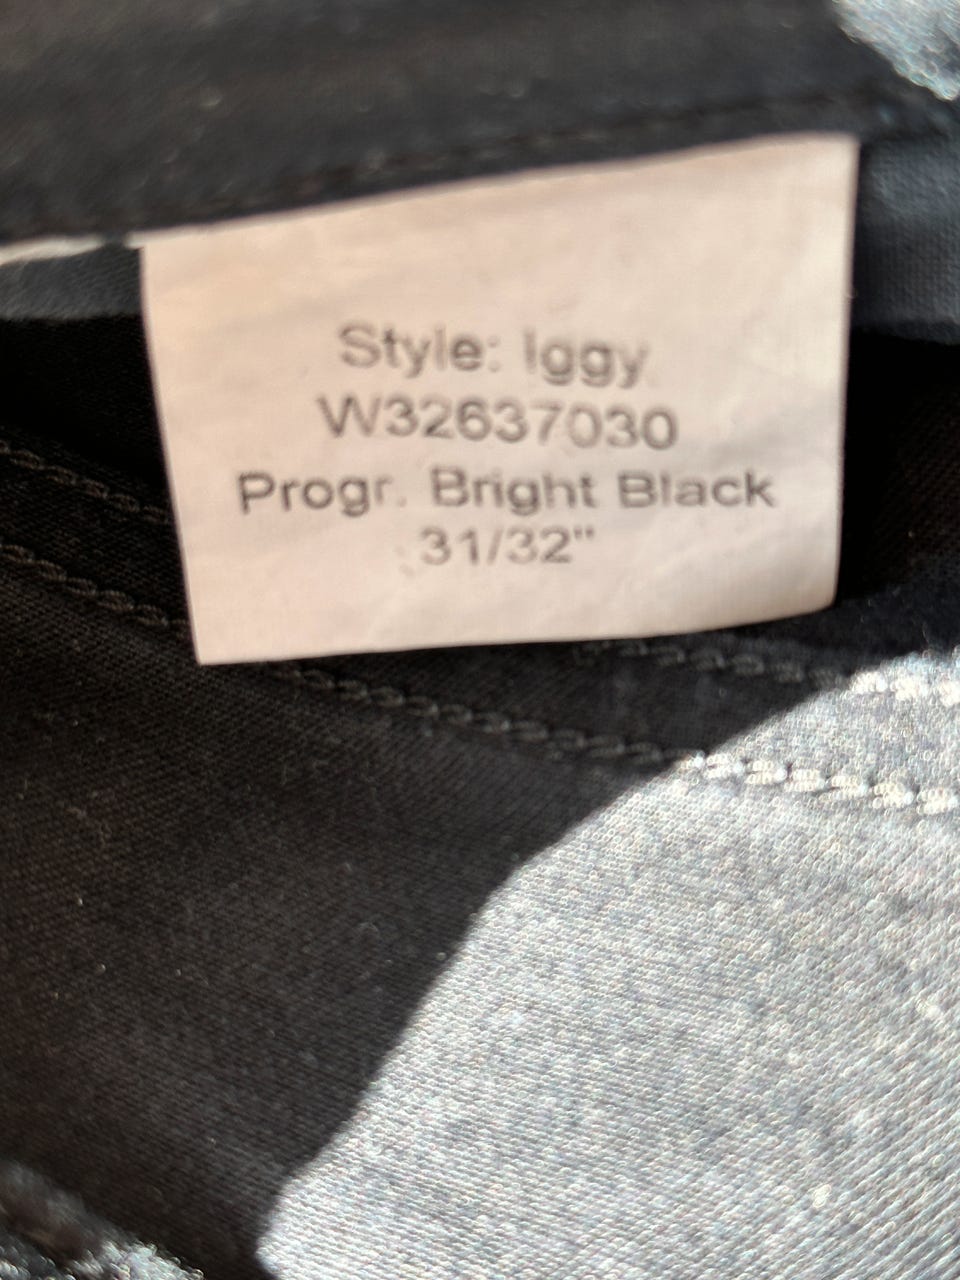 Style: Iggy
W32637030
Progr. Bright Black
31/32"